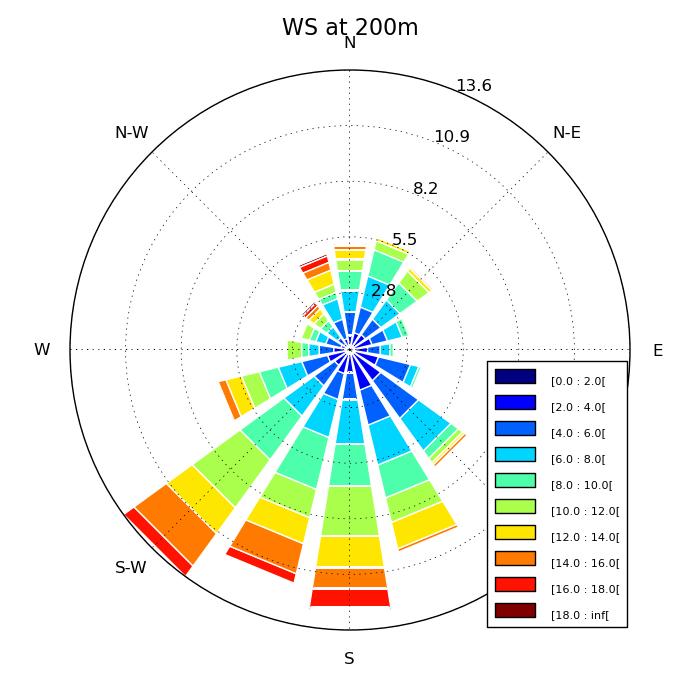 WS at 200m
N
13.6
N-W
N-E
10.9
8.2
5.5
2.8
W
E
[0.0 : 2.0[
[2.0 : 4.0[
[4.0 : 6.0[
[6.0 : 8.0[
[8.0 : 10.0[
[10.0 : 12.0[
[12.0 : 14.0[
[14.0 : 16.0[
[16.0 : 18.0[
[18.0 : inf[
S-W
S